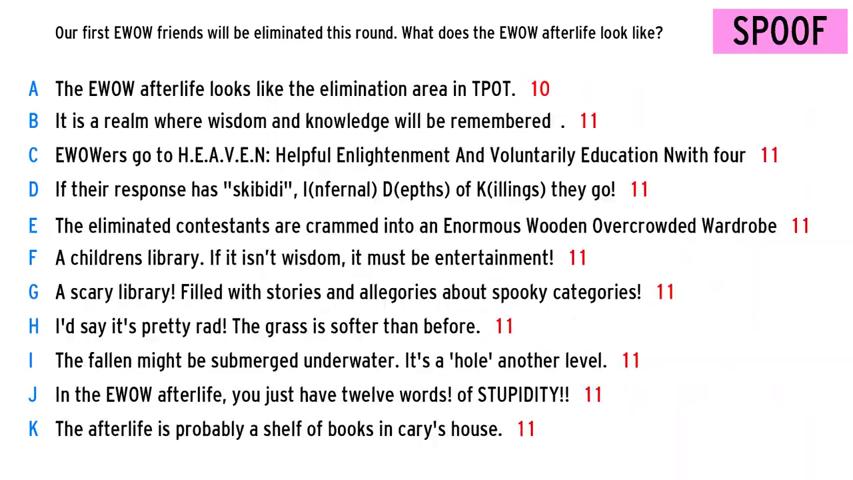 Our first EWOW friends will be eliminated this round. What does the EWOW afterlife look like?
SPOOF
A The EWOW afterlife looks like the elimination area in TPOT. 10
B It is a realm where wisdom and knowledge will be remembered . 11
C EWOWers go to H.E.A.V.E.N: Helpful Enlightenment And Voluntarily Education Nwith four 11
D If their response has "skibidi", I(nfernal) D(epths) of K(illings) they go! 11
E The eliminated contestants are crammed into an Enormous Wooden Overcrowded Wardrobe 11
F A childrens library. If it isn't wisdom, it must be entertainment! 11
G A scary library! Filled with stories and allegories about spooky categories! 11
H I'd say it's pretty rad! The grass is softer than before. 11
I The fallen might be submerged underwater. It's a 'hole' another level. 11
J In the EWOW afterlife, you just have twelve words! of STUPIDITY!! 11
K The afterlife is probably a shelf of books in cary's house. 11